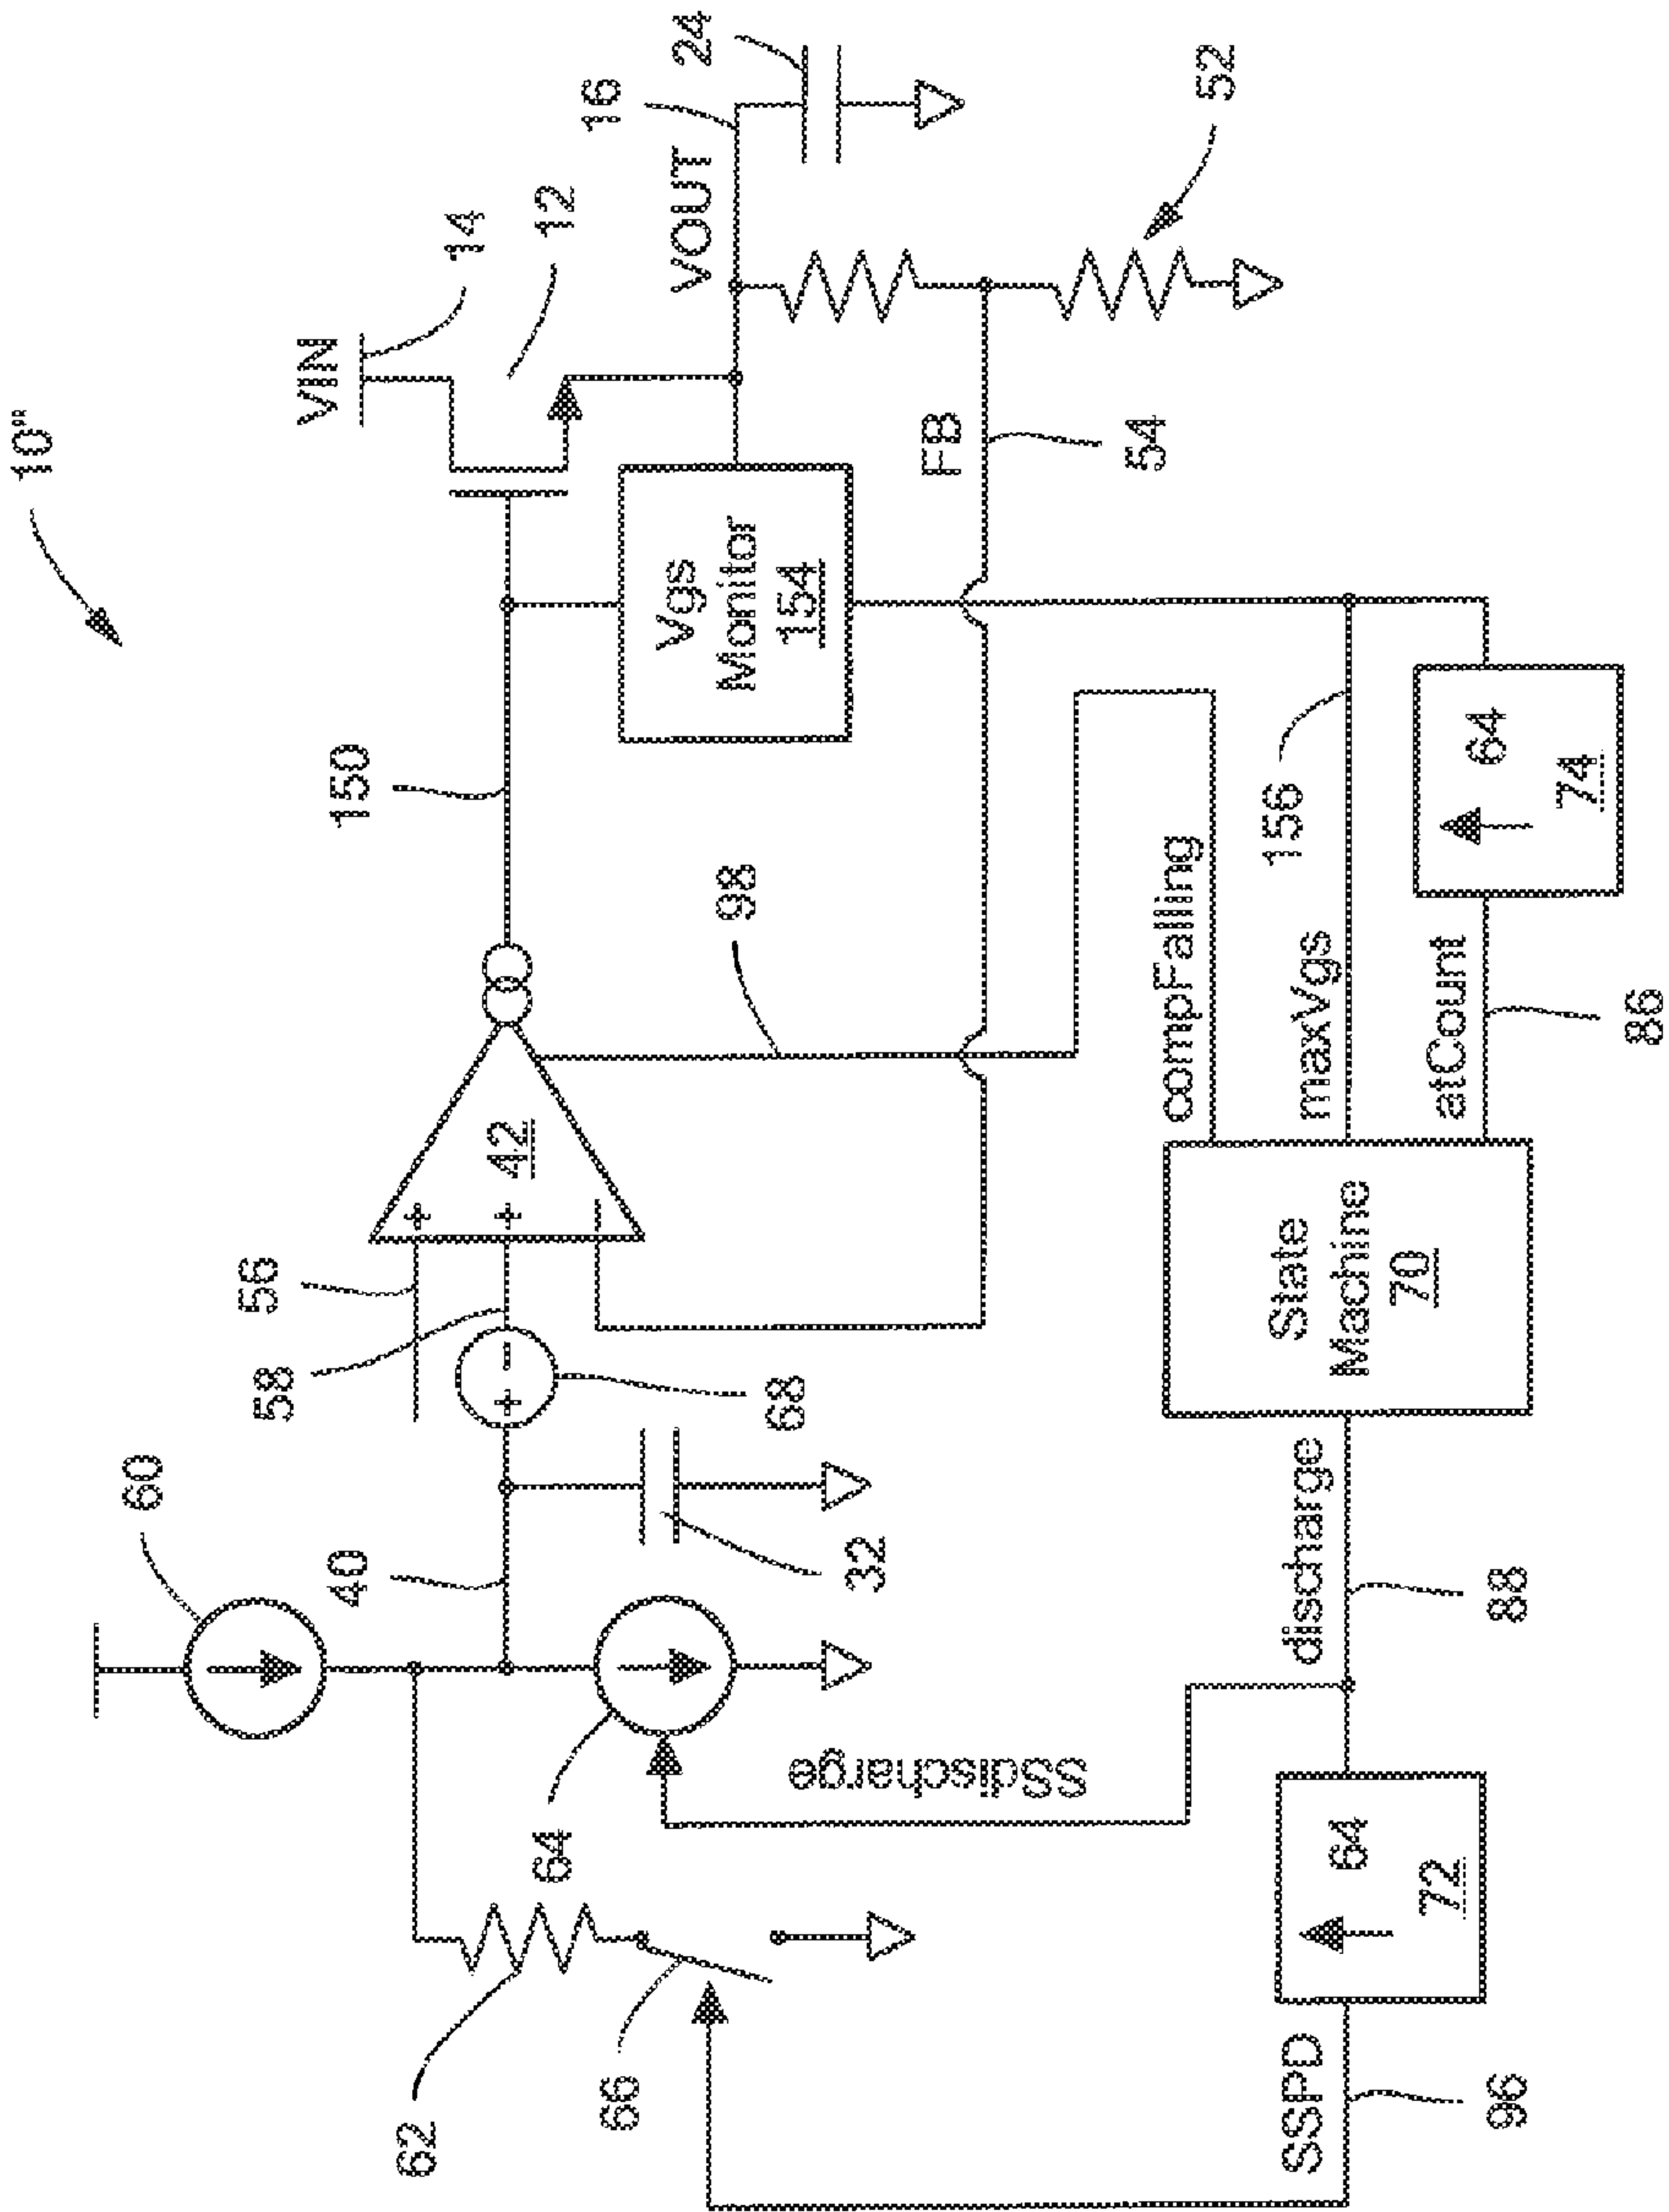 10"
60
40
58
56
150
VIN
14
12
16
24
VOUT
+
+
-
42
+ -
68
32
62
64
66
SSdischarge
98
Vgs
Monitor
154
FB
54
52
compFalling
maxVgs
atCount
156
86
State
Machine
70
discharge
88
64
72
64
74
SSPD
96